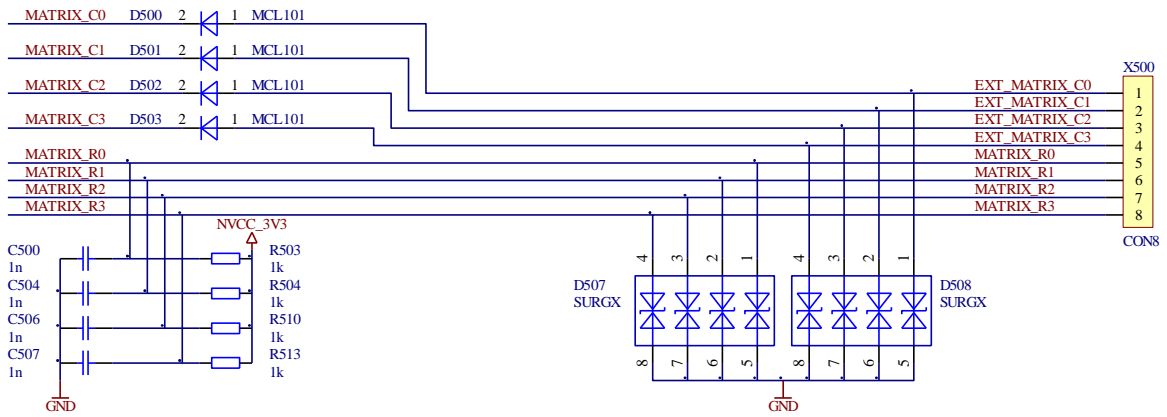 MATRIX_C0 D500 2 1 MCL101
MATRIX_C1 D501 2 1 MCL101
X500
MATRIX_C2 D502 2 1 MCL101
EXT_MATRIX_C0 1
EXT_MATRIX_C1 2
MATRIX_C3 D503 2 1 MCL101
EXT_MATRIX_C2 3
EXT_MATRIX_C3 4
MATRIX_R0 MATRIX_R0 5
MATRIX_R1 MATRIX_R1 6
MATRIX_R2 MATRIX_R2 7
MATRIX_R3 MATRIX_R3 8
NVCC_3V3
CON8
C500 R503
1n 1k
4 3 2 1 4 3 2 1
C504 R504
1n 1k
D507 D508
SURGX SURGX
C506 R510
1n 1k
C507 R513
1n 1k
8 7 6 5 8 7 6 5
GND GND